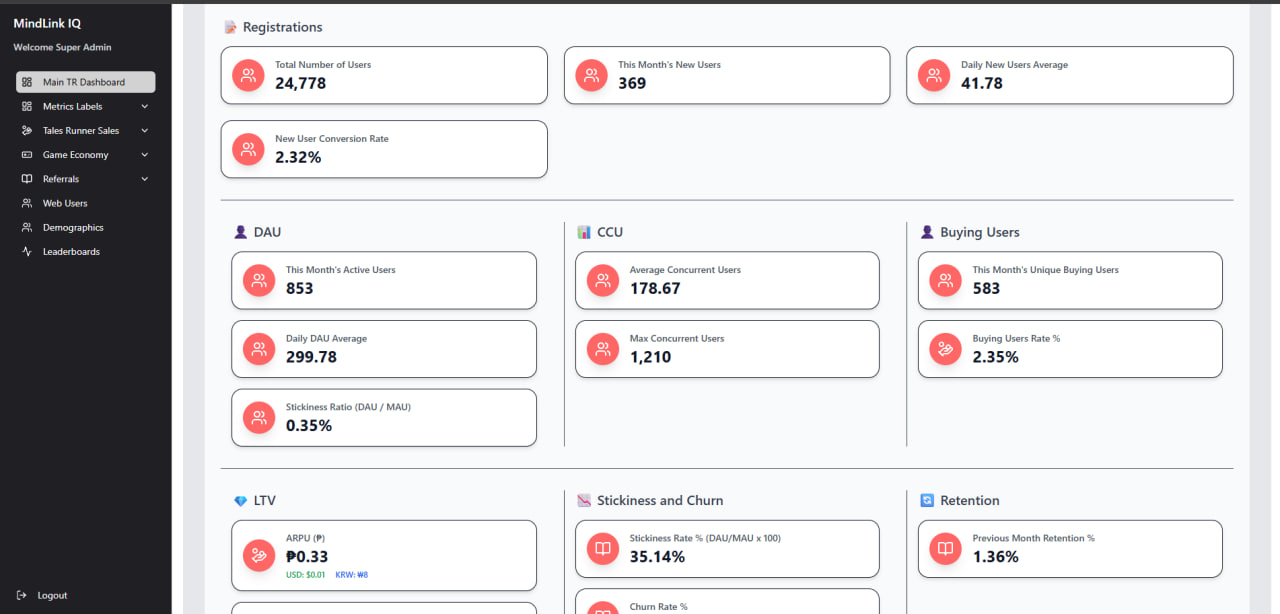 MindLink IQ
Welcome Super Admin
Main TR Dashboard
Metrics Labels
Tales Runner Sales
Game Economy
Referrals
Web Users
Demographics
Leaderboards
Logout
Registrations
Total Number of Users
24,778
This Month's New Users
369
Daily New Users Average
41.78
New User Conversion Rate
2.32%
DAU
This Month's Active Users
853
Daily DAU Average
299.78
Stickiness Ratio (DAU / MAU)
0.35%
CCU
Average Concurrent Users
178.67
Max Concurrent Users
1,210
Buying Users
This Month's Unique Buying Users
583
Buying Users Rate %
2.35%
LTV
ARPU (₱)
₱0.33
USD: $0.01 KRW: ₩8
Stickiness and Churn
Stickiness Rate % (DAU/MAU x 100)
35.14%
Churn Rate %
Retention
Previous Month Retention %
1.36%